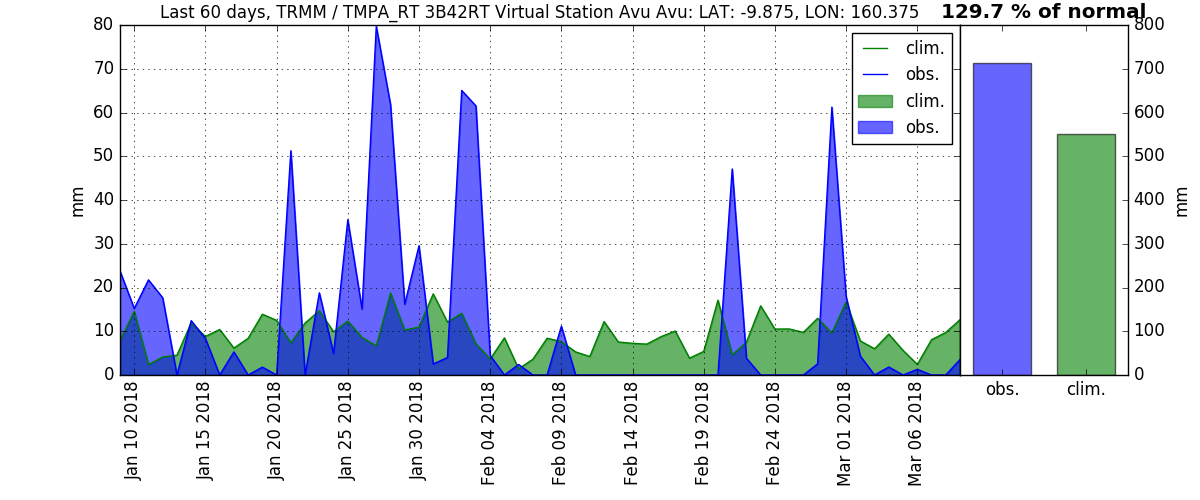 Last 60 days, TRMM / TMPA_RT 3B42RT Virtual Station Avu Avu: LAT: -9.875, LON: 160.375
129.7 % of normal
80
70
60
50
40
30
20
10
0
mm
clim.
obs.
clim.
obs.
Jan 10 2018
Jan 15 2018
Jan 20 2018
Jan 25 2018
Jan 30 2018
Feb 04 2018
Feb 09 2018
Feb 14 2018
Feb 19 2018
Feb 24 2018
Mar 01 2018
Mar 06 2018
800
700
600
500
400
300
200
100
0
mm
obs.
clim.